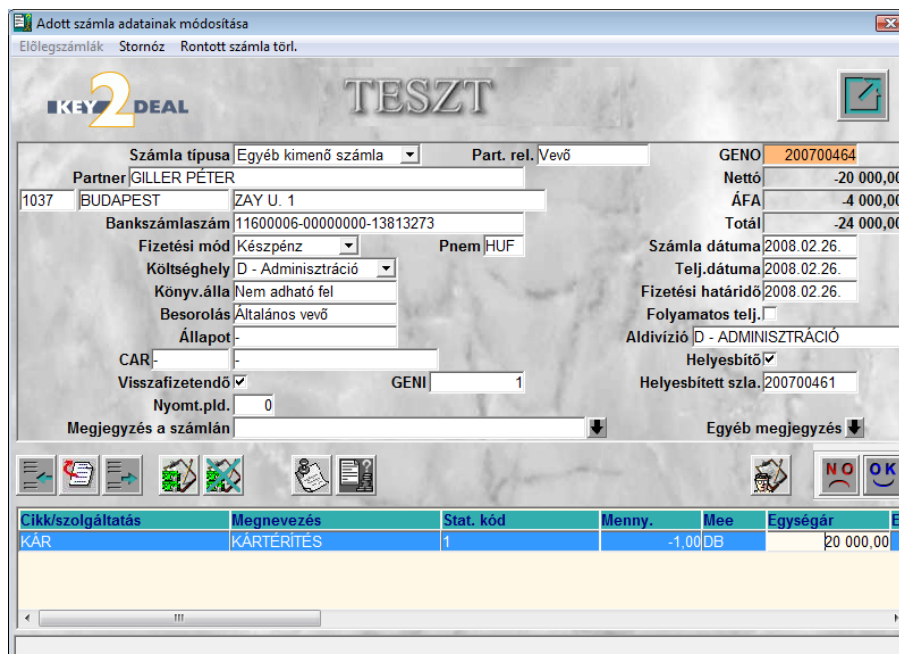 Adott számla adatainak módosítása
Előlegszámlák Stornóz Rontott számla törl.
KEY 2 DEAL TESZT
Számla típusa Egyéb kimenő számla Part. rel. Vevő GENO 200700464
Partner GILLER PÉTER Nettó -20 000,00
1037 BUDAPEST ZAY U. 1 ÁFA -4 000,00
Bankszámlaszám 11600006-00000000-13813273 Totál -24 000,00
Fizetési mód Készpénz Pnem HUF Számla dátuma 2008.02.26.
Költséghely D - Adminisztráció Telj.dátuma 2008.02.26.
Könyv.álla Nem adható fel Fizetési határidő 2008.02.26.
Besorolás Általános vevő Folyamatos telj.
Állapot - Aldivízió D - ADMINISZTRÁCIÓ
CAR - - Helyesbítő
Visszafizetendő GENI 1 Helyesbített szla. 200700461
Nyomt.pld. 0
Megjegyzés a számlán Egyéb megjegyzés
NO OK
Cikk/szolgáltatás Megnevezés Stat. kód Menny. Mee Egységár E
KÁR KÁRTÉRÍTÉS 1 -1,00 DB 20 000,00